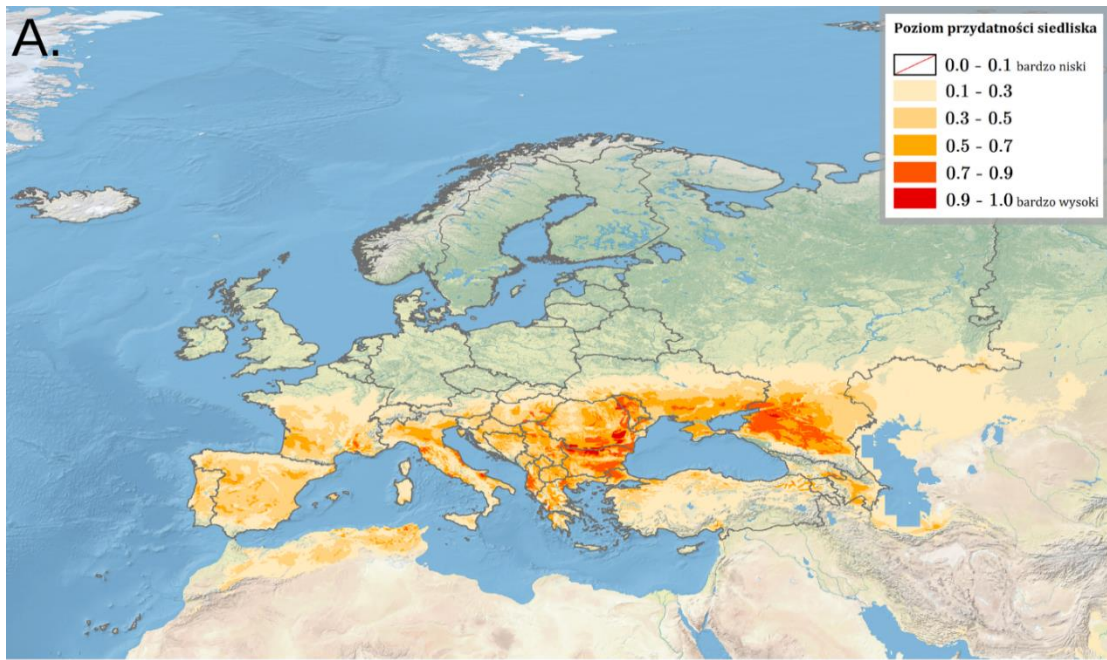 A.
Poziom przydatności siedliska
0.0 - 0.1 bardzo niski
0.1 - 0.3
0.3 - 0.5
0.5 - 0.7
0.7 - 0.9
0.9 - 1.0 bardzo wysoki